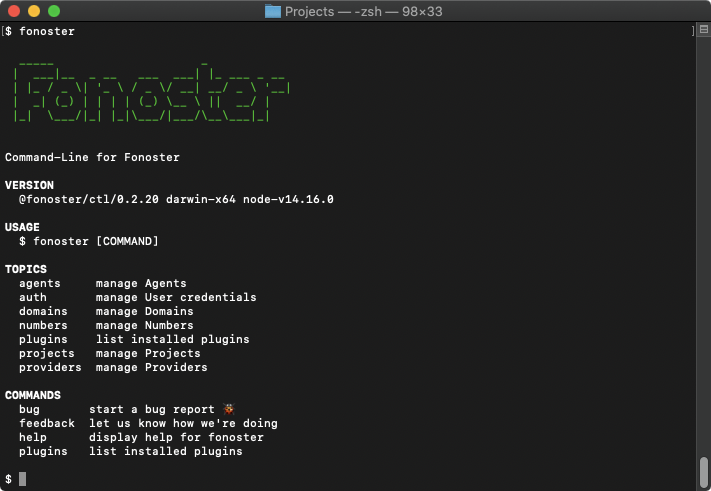 Projects — -zsh — 98×33
[$ fonoster ]
Fonoster
Command-Line for Fonoster
VERSION
@fonoster/ctl/0.2.20 darwin-x64 node-v14.16.0
USAGE
$ fonoster [COMMAND]
TOPICS
agents manage Agents
auth manage User credentials
domains manage Domains
numbers manage Numbers
plugins list installed plugins
projects manage Projects
providers manage Providers
COMMANDS
bug start a bug report 🐞
feedback let us know how we're doing
help display help for fonoster
plugins list installed plugins
$